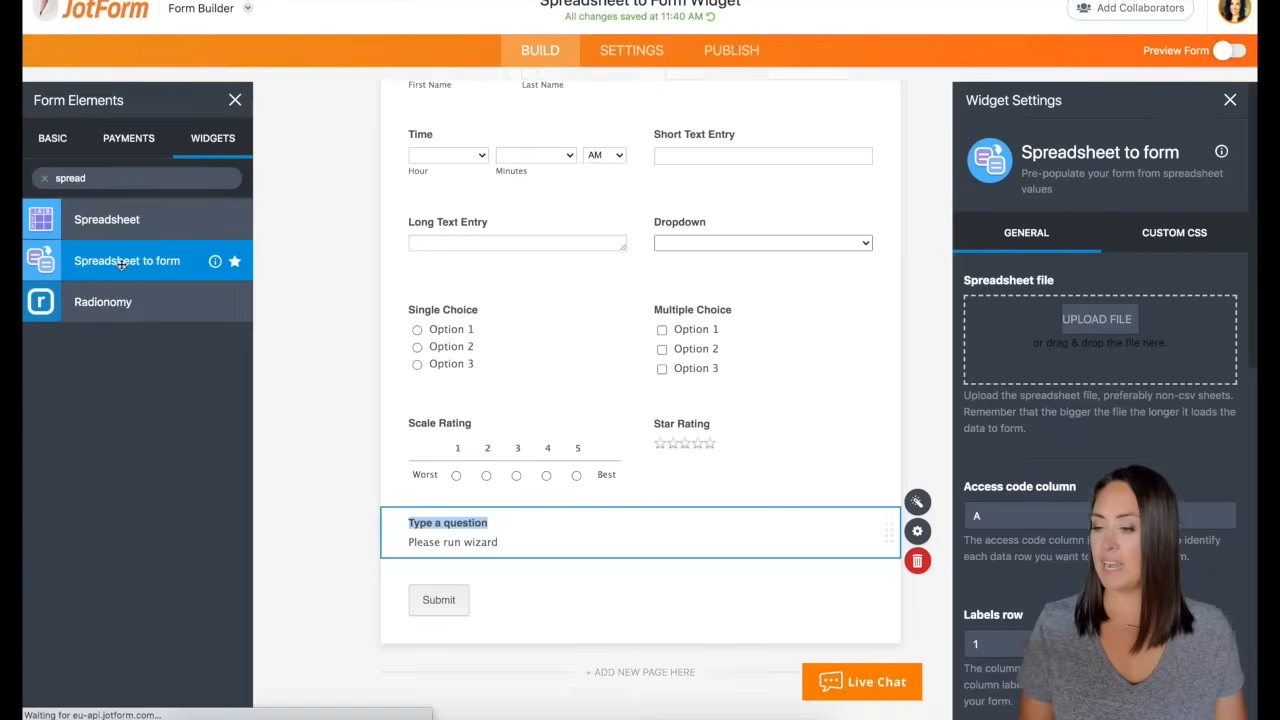 JotForm
Form Builder
Spreadsheet to Form Widget
All changes saved at 11:40 AM
Add Collaborators
BUILD
SETTINGS
PUBLISH
Preview Form
Form Elements
BASIC
PAYMENTS
WIDGETS
spread
Spreadsheet
Spreadsheet to form
Radionomy
First Name
Last Name
Time
AM
Hour
Minutes
Short Text Entry
Long Text Entry
Dropdown
Single Choice
Option 1
Option 2
Option 3
Multiple Choice
Option 1
Option 2
Option 3
Scale Rating
1 2 3 4 5
Worst
Best
Star Rating
Type a question
Please run wizard
Submit
+ ADD NEW PAGE HERE
Live Chat
Widget Settings
Spreadsheet to form
Pre-populate your form from spreadsheet
values
GENERAL
CUSTOM CSS
Spreadsheet file
UPLOAD FILE
or drag & drop the file here.
Upload the spreadsheet file, preferably non-csv sheets.
Remember that the bigger the file the longer it loads the
data to form.
Access code column
A
The access code column i identify
each data row you want to m.
Labels row
1
The column
column lab
your form.
Waiting for eu-api.jotform.com...